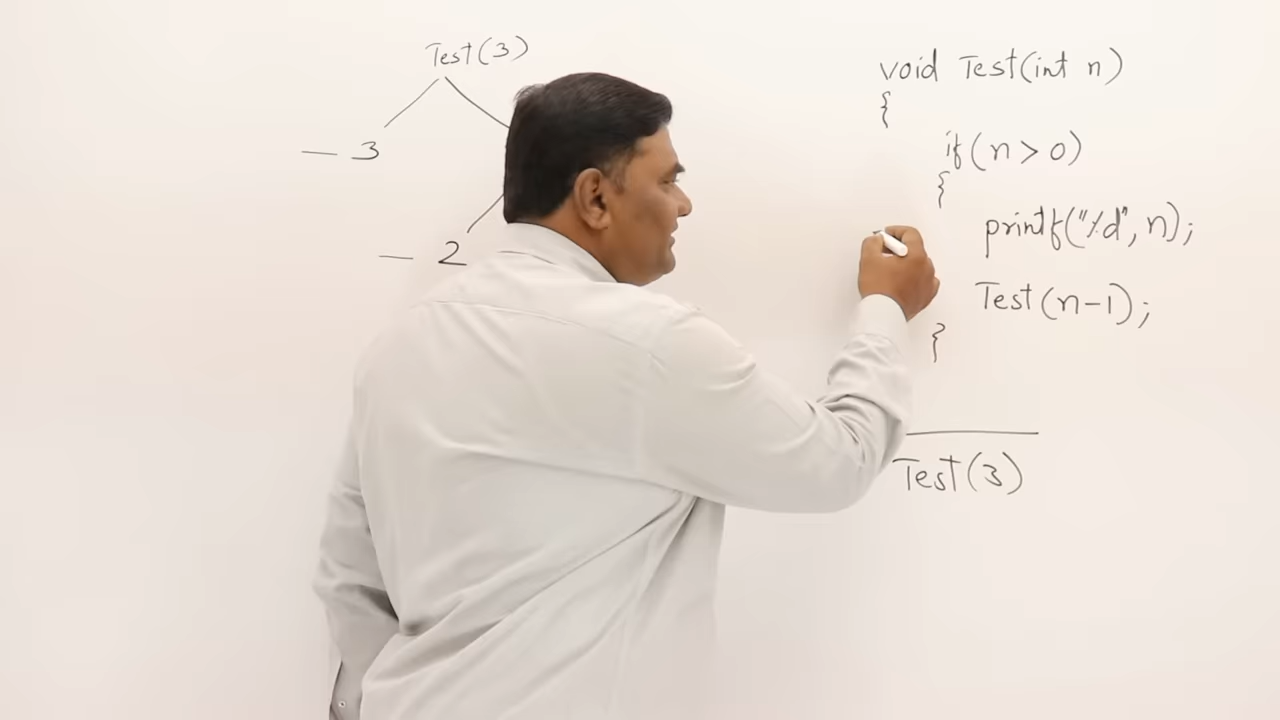 Test(3)
— 3
— 2
void Test(int n)
{
if(n>0)
{
printf("%d", n);
Test(n-1);
}
Test(3)